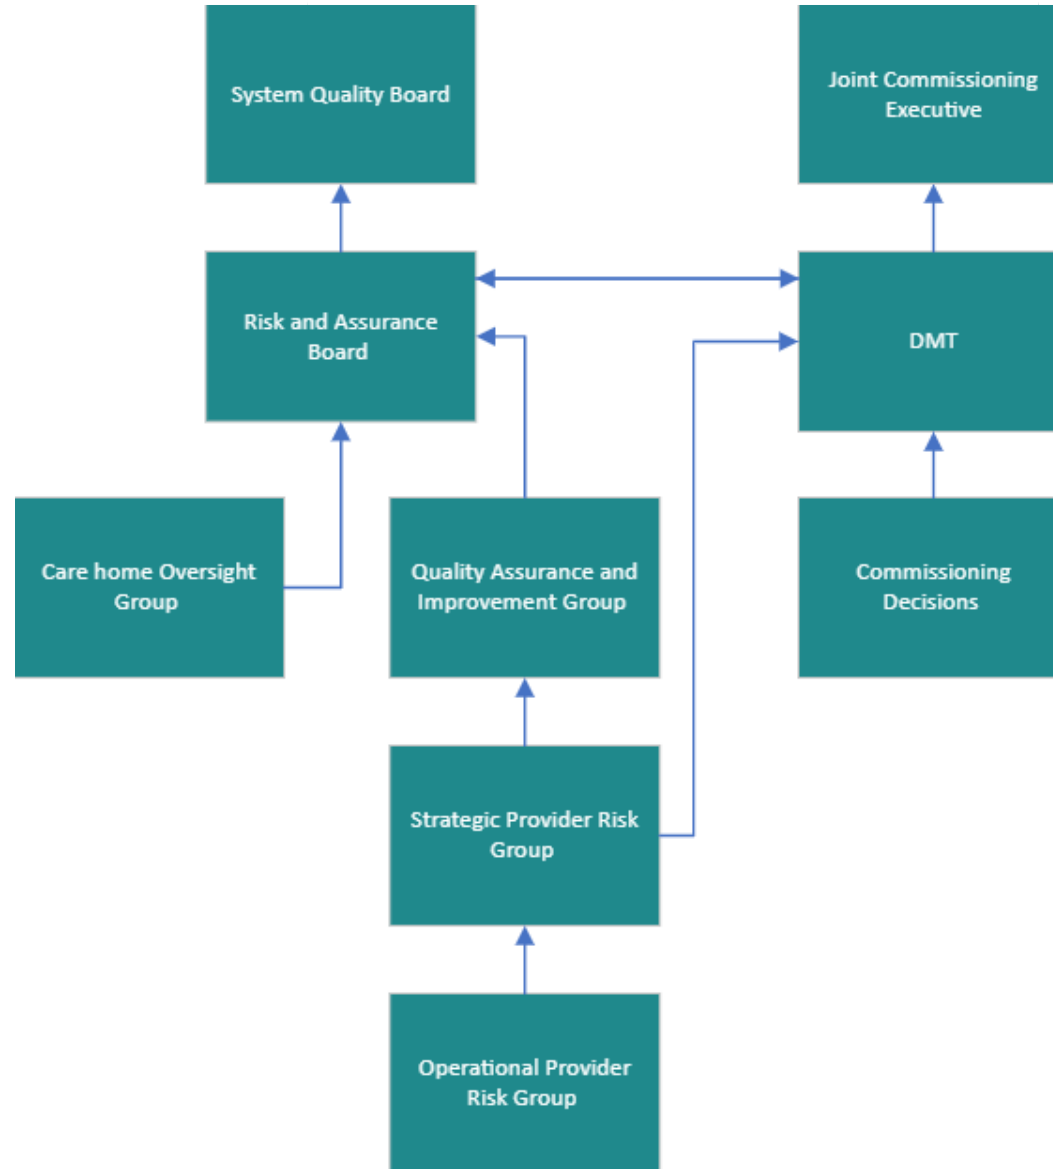 System Quality Board
Joint Commissioning
Executive
Risk and Assurance
Board
DMT
Care home Oversight
Group
Quality Assurance and
Improvement Group
Commissioning
Decisions
Strategic Provider Risk
Group
Operational Provider
Risk Group